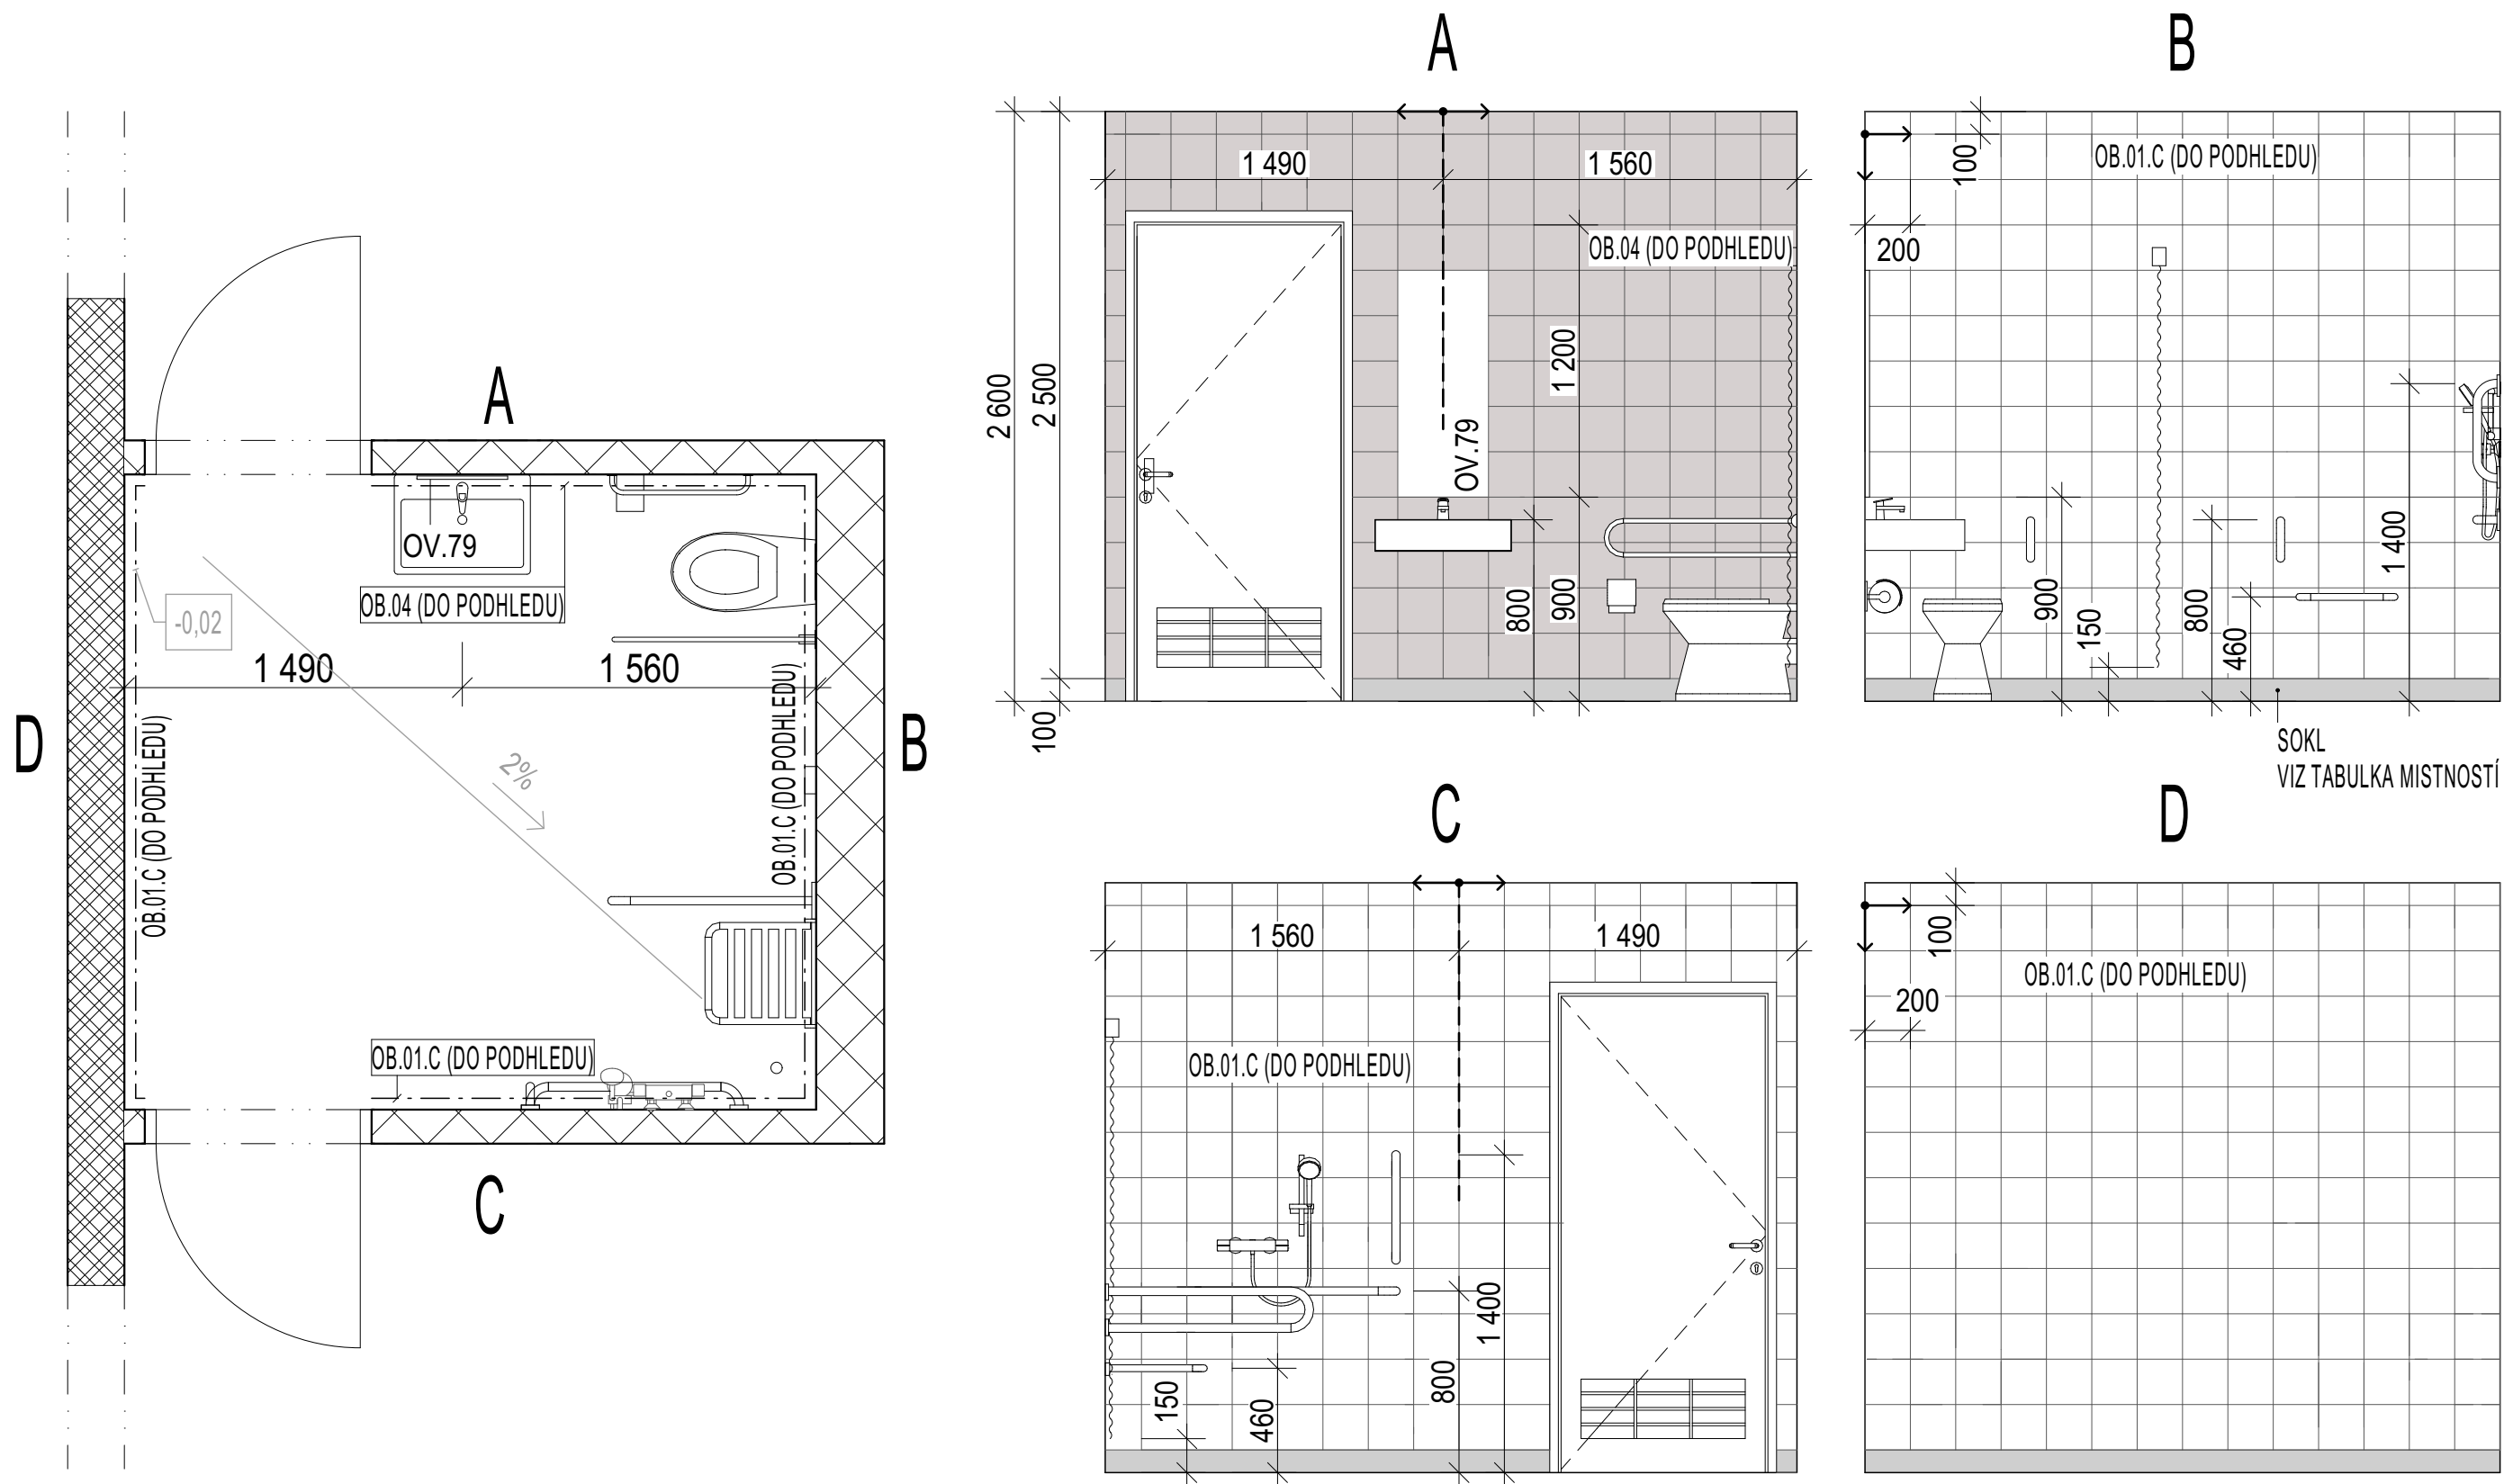 A
OV.79
OB.04 (DO PODHLEDU)
-0,02
1 490
1 560
D
OB.01.C (DO PODHLEDU)
2%
OB.01.C (DO PODHLEDU)
B
OB.01.C (DO PODHLEDU)
C
A
1 490
1 560
OB.04 (DO PODHLEDU)
2 600
2 500
100
1 200
OV.79
800
900
B
100
OB.01.C (DO PODHLEDU)
200
900
150
800
460
1 400
SOKL
VIZ TABULKA MISTNOSTÍ
C
1 560
1 490
OB.01.C (DO PODHLEDU)
150
460
800
1 400
D
100
OB.01.C (DO PODHLEDU)
200